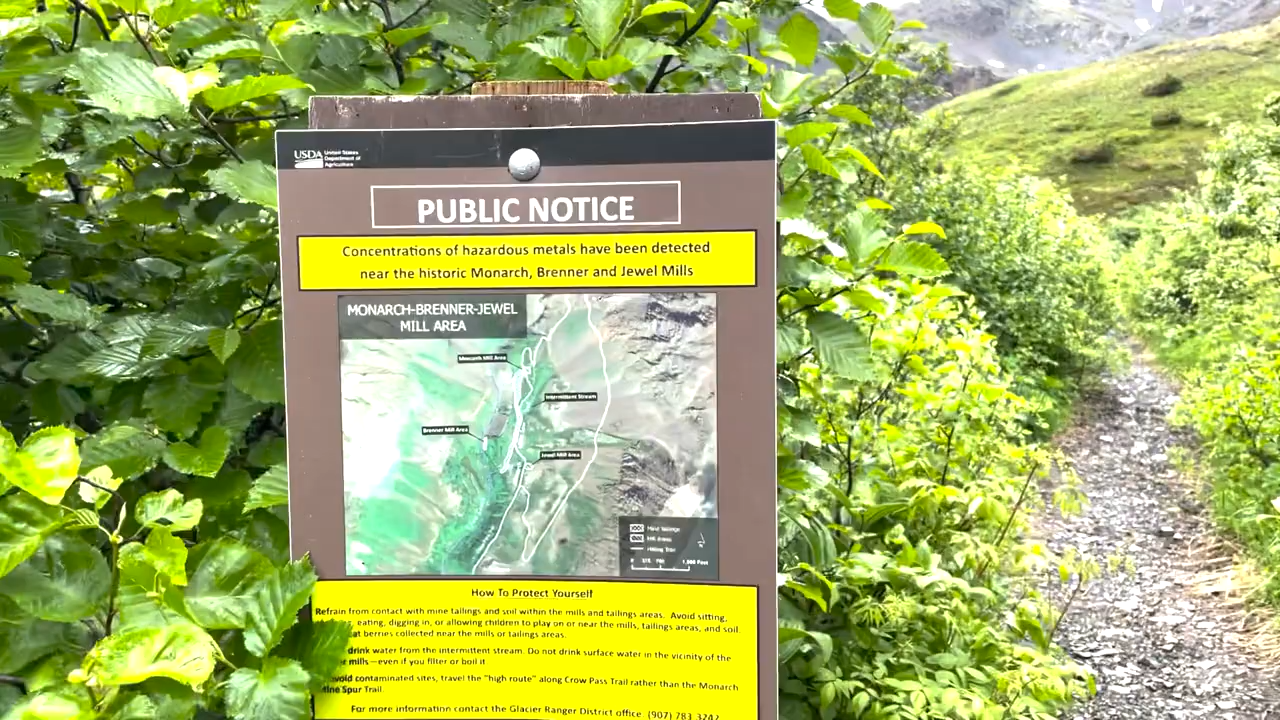 USDA
United States
Department of
Agriculture
PUBLIC NOTICE
Concentrations of hazardous metals have been detected
near the historic Monarch, Brenner and Jewel Mills
MONARCH-BRENNER-JEWEL
MILL AREA
Monarch Mill Area
Intermittent Stream
Brenner Mill Area
Jewel Mill Area
Mine Tailings
Mill Areas
Hiking Trail
1,000 Feet
How To Protect Yourself
Refrain from contact with mine tailings and soil within the mills and tailings areas. Avoid sitting,
eating, digging in, or allowing children to play on or near the mills, tailings areas, and soil.
at berries collected near the mills or tailings areas.
drink water from the intermittent stream. Do not drink surface water in the vicinity of the
mills—even if you filter or boil it
void contaminated sites, travel the "high route" along Crow Pass Trail rather than the Monarch
Mine Spur Trail.
For more information contact the Glacier Ranger District office (907) 783 3242